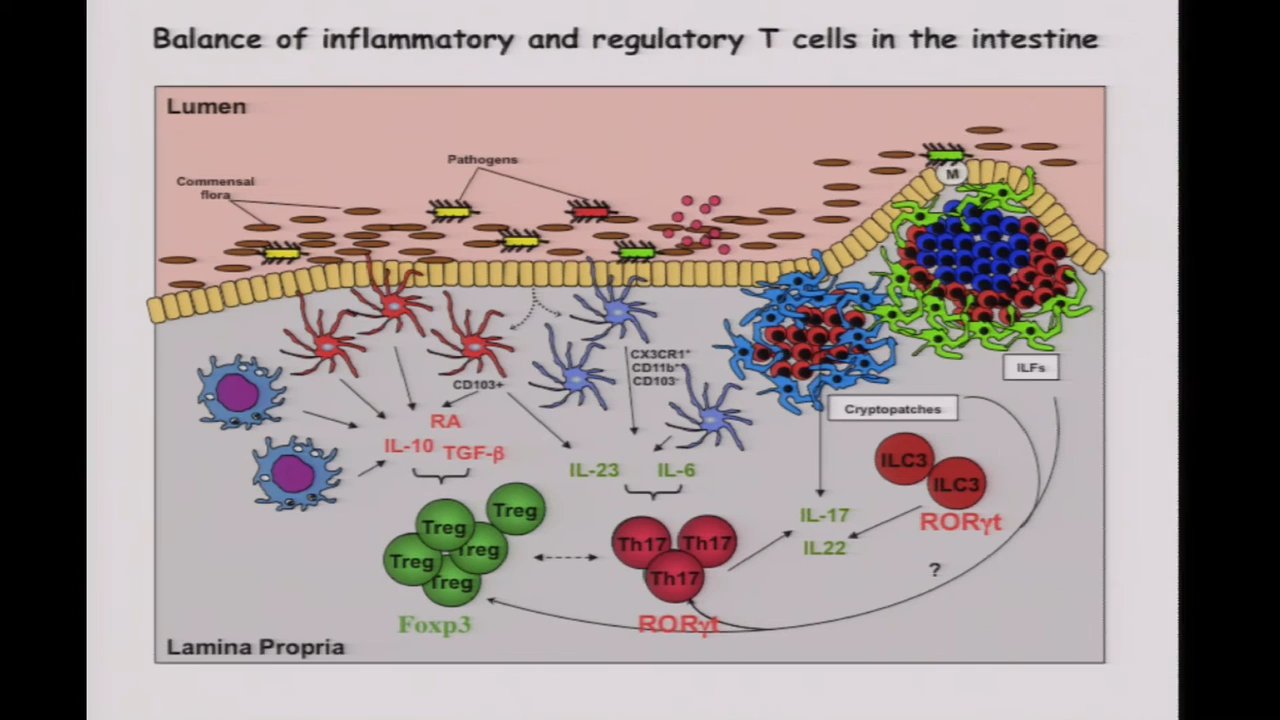 Balance of inflammatory and regulatory T cells in the intestine
Lumen
Pathogens
Commensal
flora
M
CX3CR1+
CD11b+
CD103-
CD103+
ILFs
Cryptopatches
RA
IL-10
TGF-β
IL-23
IL-6
ILC3
ILC3
RORγt
IL-17
IL22
Treg
Treg
Treg
Treg
Treg
Th17
Th17
Th17
?
Foxp3
RORγt
Lamina Propria